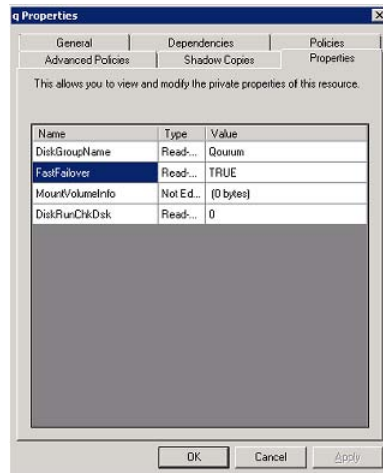 q Properties
General Dependencies Policies
Advanced Policies Shadow Copies Properties
This allows you to view and modify the private properties of this resource.
Name Type Value
DiskGroupName Read-... Qourum
FastFailover Read-... TRUE
MountVolumeInfo Not Ed... (0 bytes)
DiskRunChkDsk Read-... 0
OK Cancel Apply